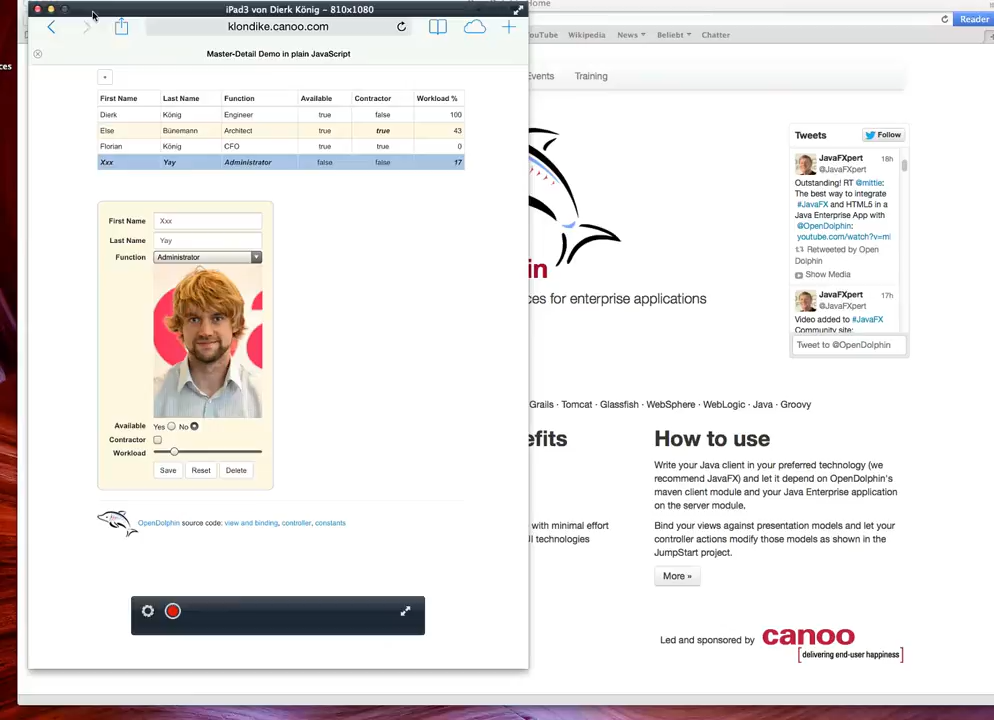 iPad3 von Dierk König – 810x1080
klondike.canoo.com
Master-Detail Demo in plain JavaScript
First Name Last Name Function Available Contractor Workload %
Dierk König Engineer true false 100
Else Bünemann Architect true true 43
Florian König CFO true true 0
Xxx Yay Administrator false false 17
First Name Xxx
Last Name Yay
Function Administrator
Available Yes No
Contractor
Workload
Save Reset Delete
OpenDolphin source code: view and binding, controller, constants
ces
ome
Reader
ouTube Wikipedia News Beliebt Chatter
Events Training
in
ces for enterprise applications
Tweets Follow
JavaFXpert 18h
@JavaFXpert
Outstanding! RT @mittie:
The best way to integrate
#JavaFX and HTML5 in a
Java Enterprise App with
@OpenDolphin:
youtube.com/watch?v=ml
Retweeted by Open
Dolphin
Show Media
JavaFXpert 17h
@JavaFXpert
Video added to #JavaFX
Community site:
Tweet to @OpenDolphin
Grails · Tomcat · Glassfish · WebSphere · WebLogic · Java · Groovy
efits
with minimal effort
I technologies
How to use
Write your Java client in your preferred technology (we
recommend JavaFX) and let it depend on OpenDolphin's
maven client module and your Java Enterprise application
on the server module.
Bind your views against presentation models and let your
controller actions modify those models as shown in the
JumpStart project.
More »
Led and sponsored by canoo
[delivering end-user happiness]